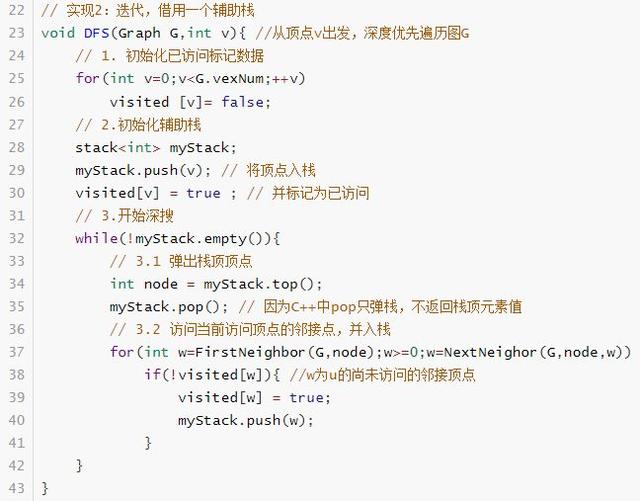 22 // 实现2：迭代，借用一个辅助栈
23 void DFS(Graph G,int v){ //从顶点v出发，深度优先遍历图G
24     // 1. 初始化已访问标记数据
25     for(int v=0;v<G.vexNum;++v)
26         visited [v]= false;
27     // 2.初始化辅助栈
28     stack<int> myStack;
29     myStack.push(v); // 将顶点入栈
30     visited[v] = true ; // 并标记为已访问
31     // 3.开始深搜
32     while(!myStack.empty()){
33         // 3.1 弹出栈顶顶点
34         int node = myStack.top();
35         myStack.pop(); // 因为C++中pop只弹栈，不返回栈顶元素值
36         // 3.2 访问当前访问顶点的邻接点，并入栈
37         for(int w=FirstNeighbor(G,node);w>=0;w=NextNeighor(G,node,w))
38             if(!visited[w]){ //w为u的尚未访问的邻接顶点
39                 visited[w] = true;
40                 myStack.push(w);
41             }
42     }
43 }